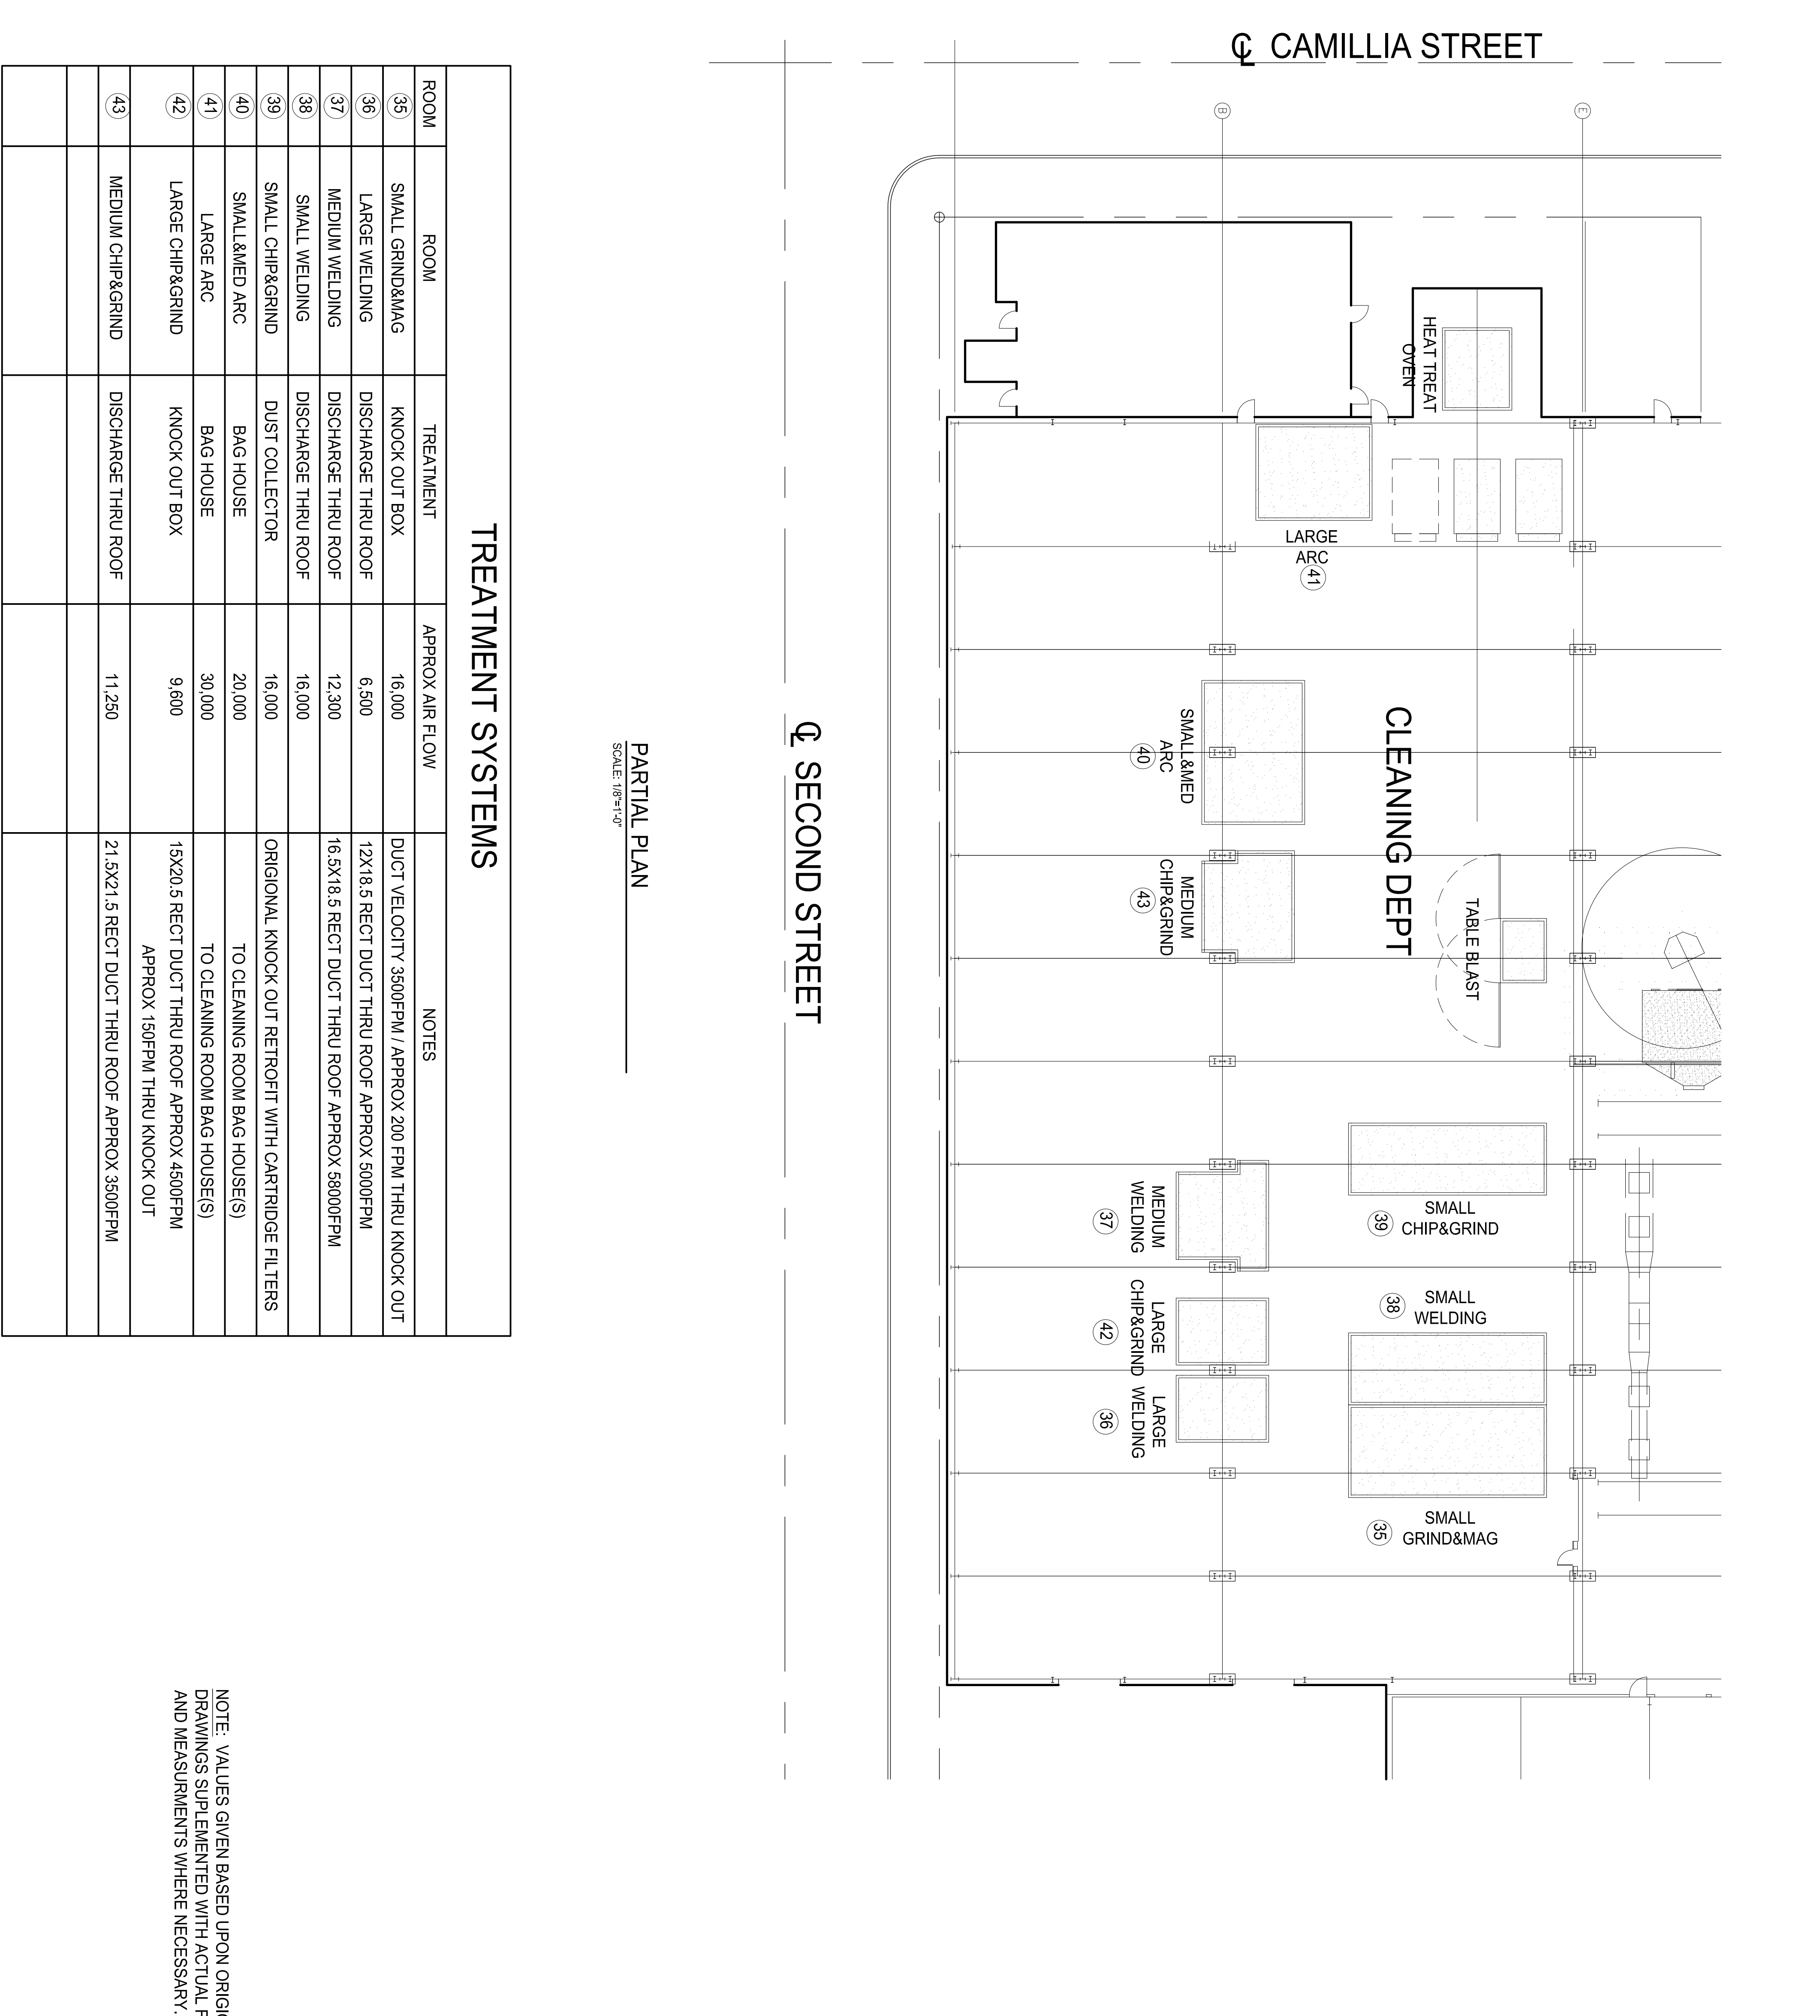 CL CAMILLIA STREET
B
E
HEAT TREAT
OVEN
LARGE
ARC
41
SMALL&MED
ARC
40
CLEANING DEPT
MEDIUM
CHIP&GRIND
43
TABLE BLAST
MEDIUM
WELDING
37
SMALL
CHIP&GRIND
39
LARGE
CHIP&GRIND
42
SMALL
WELDING
38
LARGE
WELDING
36
SMALL
GRIND&MAG
35
CL SECOND STREET
PARTIAL PLAN
SCALE: 1/8"=1'-0"
TREATMENT SYSTEMS
ROOM ROOM TREATMENT APPROX AIR FLOW NOTES
35 SMALL GRIND&MAG KNOCK OUT BOX 16,000 DUCT VELOCITY 3500FPM / APPROX 200 FPM THRU KNOCK OUT
36 LARGE WELDING DISCHARGE THRU ROOF 6,500 12X18.5 RECT DUCT THRU ROOF APPROX 5000FPM
37 MEDIUM WELDING DISCHARGE THRU ROOF 12,300 16.5X18.5 RECT DUCT THRU ROOF APPROX 5800FPM
38 SMALL WELDING DISCHARGE THRU ROOF 16,000
39 SMALL CHIP&GRIND DUST COLLECTOR 16,000 ORIGIONAL KNOCK OUT RETROFIT WITH CARTRIDGE FILTERS
40 SMALL&MED ARC BAG HOUSE 20,000 TO CLEANING ROOM BAG HOUSE(S)
41 LARGE ARC BAG HOUSE 30,000 TO CLEANING ROOM BAG HOUSE(S)
42 LARGE CHIP&GRIND KNOCK OUT BOX 9,600 15X20.5 RECT DUCT THRU ROOF APPROX 4500FPM
APPROX 150FPM THRU KNOCK OUT
43 MEDIUM CHIP&GRIND DISCHARGE THRU ROOF 11,250 21.5X21.5 RECT DUCT THRU ROOF APPROX 3500FPM
NOTE: VALUES GIVEN BASED UPON
DRAWINGS SUPLEMENTED WITH ACTUAL
AND MEASURMENTS WHERE NECESSARY.